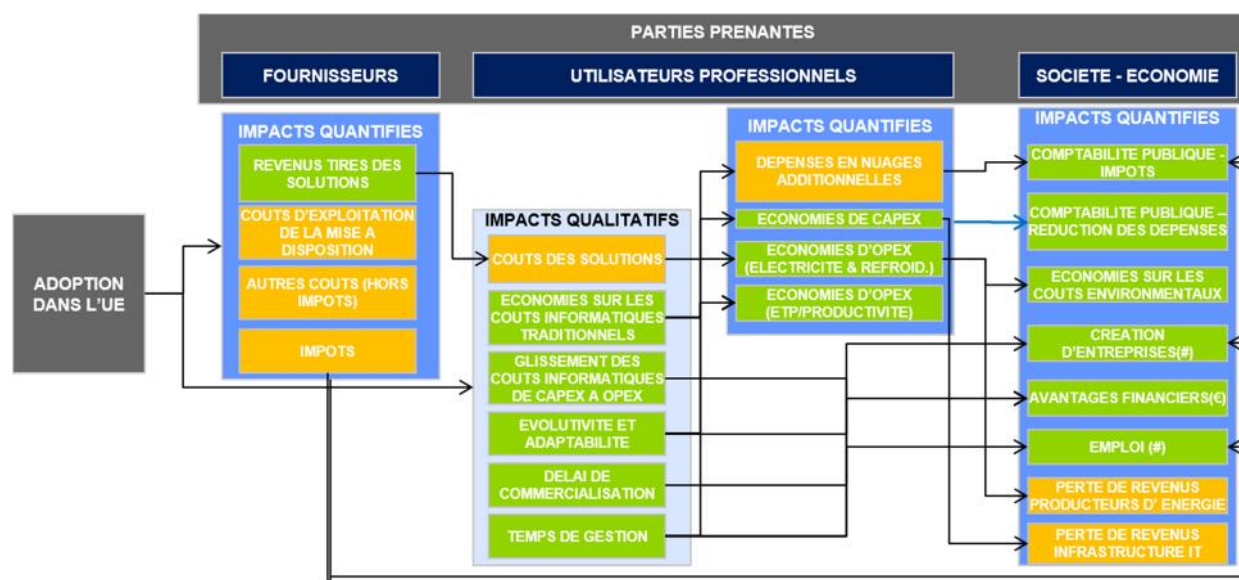 PARTIES PRENANTES
FOURNISSEURS
UTILISATEURS PROFESSIONNELS
SOCIETE - ECONOMIE
ADOPTION
DANS L'UE
IMPACTS QUANTIFIES
REVENUS TIRES DES
SOLUTIONS
COUTS D'EXPLOITATION
DE LA MISE A
DISPOSITION
AUTRES COUTS (HORS
IMPOTS)
IMPOTS
IMPACTS QUALITATIFS
COUTS DES SOLUTIONS
ECONOMIES SUR LES
COUTS INFORMATIQUES
TRADITIONNELS
GLISSEMENT DES
COUTS INFORMATIQUES
DE CAPEX A OPEX
EVOLUTIVITE ET
ADAPTABILITE
DELAI DE
COMMERCIALISATION
TEMPS DE GESTION
IMPACTS QUANTIFIES
DEPENSES EN NUAGES
ADDITIONNELLES
ECONOMIES DE CAPEX
ECONOMIES D'OPEX
(ELECTRICITE & REFROID.)
ECONOMIES D'OPEX
(ETP/PRODUCTIVITE)
IMPACTS QUANTIFIES
COMPTABILITE PUBLIQUE -
IMPOTS
COMPTABILITE PUBLIQUE –
REDUCTION DES DEPENSES
ECONOMIES SUR LES
COUTS ENVIRONMENTAUX
CREATION
D'ENTREPRISES(#)
AVANTAGES FINANCIERS(€)
EMPLOI (#)
PERTE DE REVENUS
PRODUCTEURS D' ENERGIE
PERTE DE REVENUS
INFRASTRUCTURE IT